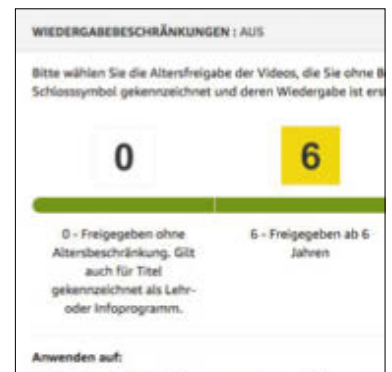 WIEDERGABEBESCHRÄNKUNGEN : AUS
Bitte wählen Sie die Altersfreigabe der Videos, die Sie ohne B
Schlosssymbol gekennzeichnet und deren Wiedergabe ist erst
0
6
0 - Freigegeben ohne
Altersbeschränkung. Gilt
auch für Titel
gekennzeichnet als Lehr-
oder Infoprogramm.
6 - Freigegeben ab 6
Jahren
Anwenden auf: